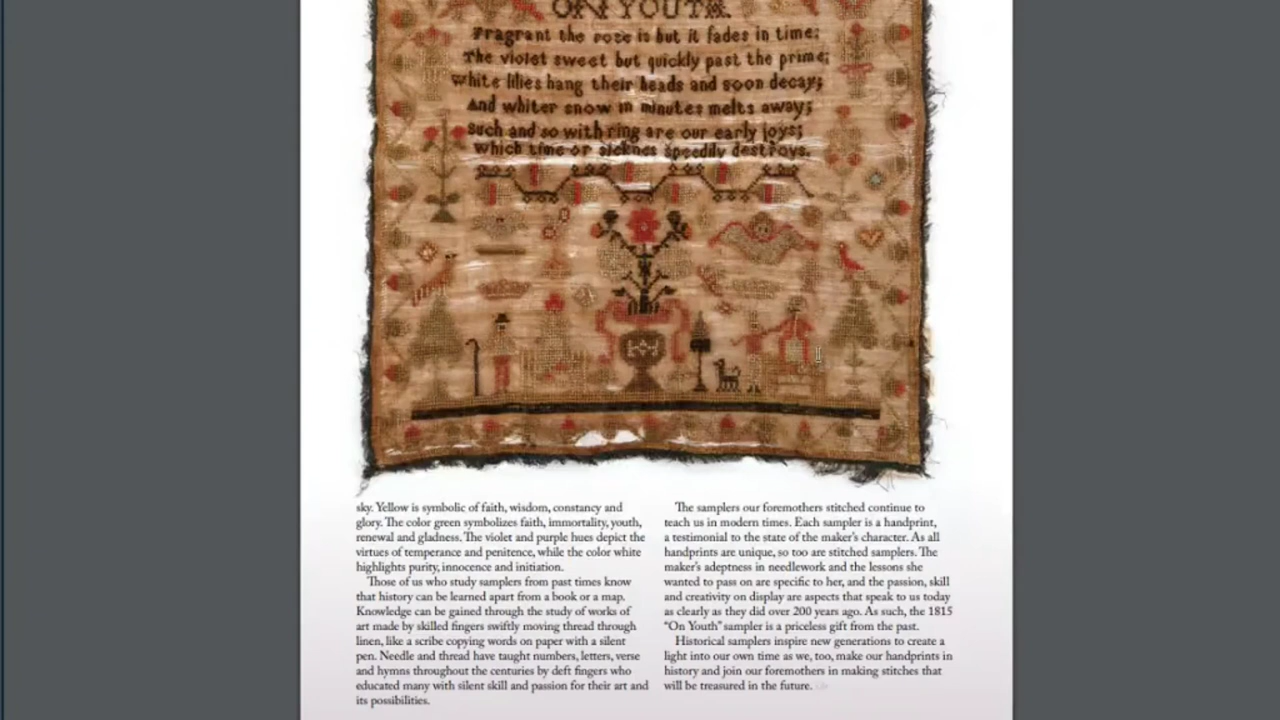 ON YOUTH.
Fragrant the rose is but it fades in time;
The violet sweet but quickly past the prime;
White lilies hang their heads and soon decay;
And whiter snow in minutes melts away;
such and so with'ring are our early joys;
which time or sicknes speedily destroys.
sky. Yellow is symbolic of faith, wisdom, constancy and
glory. The color green symbolizes faith, immortality, youth,
renewal and gladness. The violet and purple hues depict the
virtues of temperance and penitence, while the color white
highlights purity, innocence and initiation.
Those of us who study samplers from past times know
that history can be learned apart from a book or a map.
Knowledge can be gained through the study of works of
art made by skilled fingers swiftly moving thread through
linen, like a scribe copying words on paper with a silent
pen. Needle and thread have taught numbers, letters, verse
and hymns throughout the centuries by deft fingers who
educated many with silent skill and passion for their art and
its possibilities.
The samplers our foremothers stitched continue to
teach us in modern times. Each sampler is a handprint,
a testimonial to the state of the maker's character. As all
handprints are unique, so too are stitched samplers. The
maker's adeptness in needlework and the lessons she
wanted to pass on are specific to her, and the passion, skill
and creativity on display are aspects that speak to us today
as clearly as they did over 200 years ago. As such, the 1815
"On Youth" sampler is a priceless gift from the past.
Historical samplers inspire new generations to create a
light into our own time as we, too, make our handprints in
history and join our foremothers in making stitches that
will be treasured in the future.